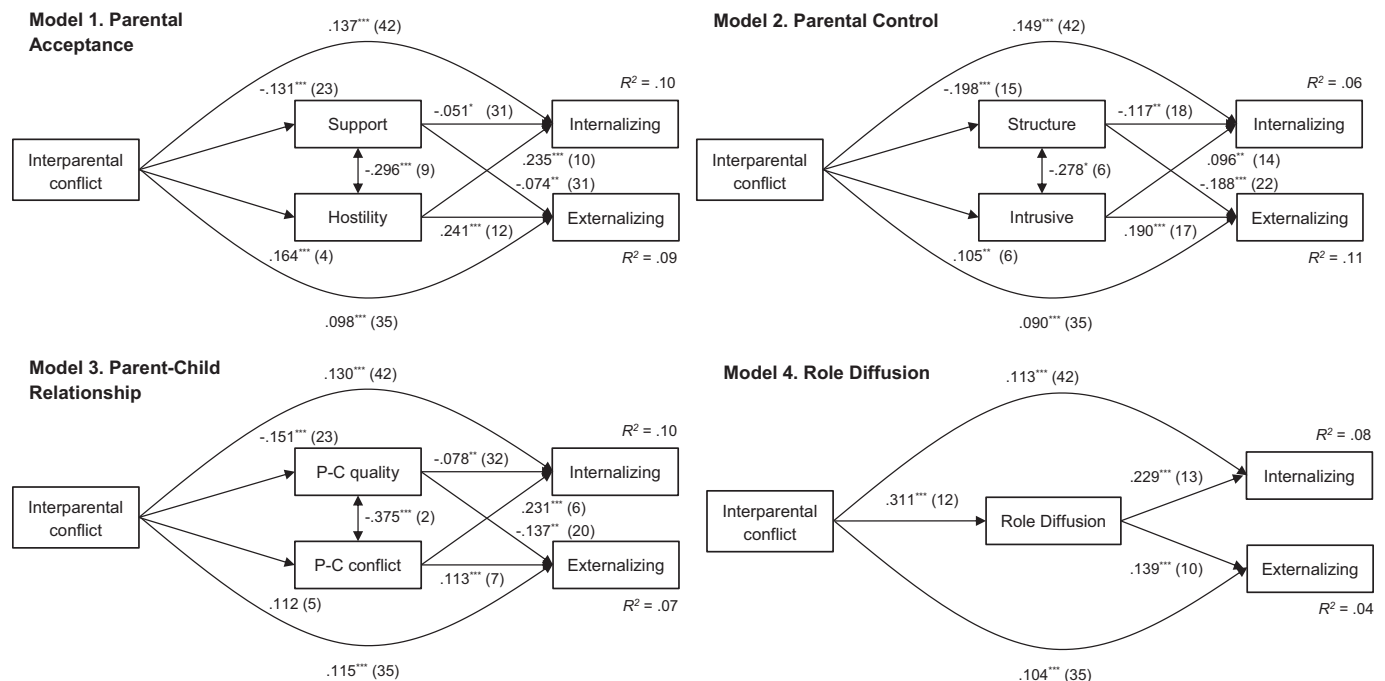 Model 1. Parental
Acceptance
.137*** (42)
R² = .10
-.131*** (23)
-.051* (31)
Support
Internalizing
Interparental
conflict
-.296*** (9)
.235*** (10)
-.074** (31)
Hostility
Externalizing
.241*** (12)
.164*** (4)
R² = .09
.098*** (35)
Model 2. Parental Control
.149*** (42)
R² = .06
-.198*** (15)
-.117** (18)
Structure
Internalizing
Interparental
conflict
-.278* (6)
.096** (14)
-.188*** (22)
Intrusive
Externalizing
.190*** (17)
.105** (6)
R² = .11
.090*** (35)
Model 3. Parent-Child
Relationship
.130*** (42)
R² = .10
-.151*** (23)
-.078** (32)
P-C quality
Internalizing
Interparental
conflict
-.375*** (2)
.231*** (6)
-.137** (20)
P-C conflict
Externalizing
.113*** (7)
.112 (5)
R² = .07
.115*** (35)
Model 4. Role Diffusion
.113*** (42)
R² = .08
Internalizing
.229*** (13)
.311*** (12)
Interparental
conflict
Role Diffusion
.139*** (10)
Externalizing
R² = .04
.104*** (35)